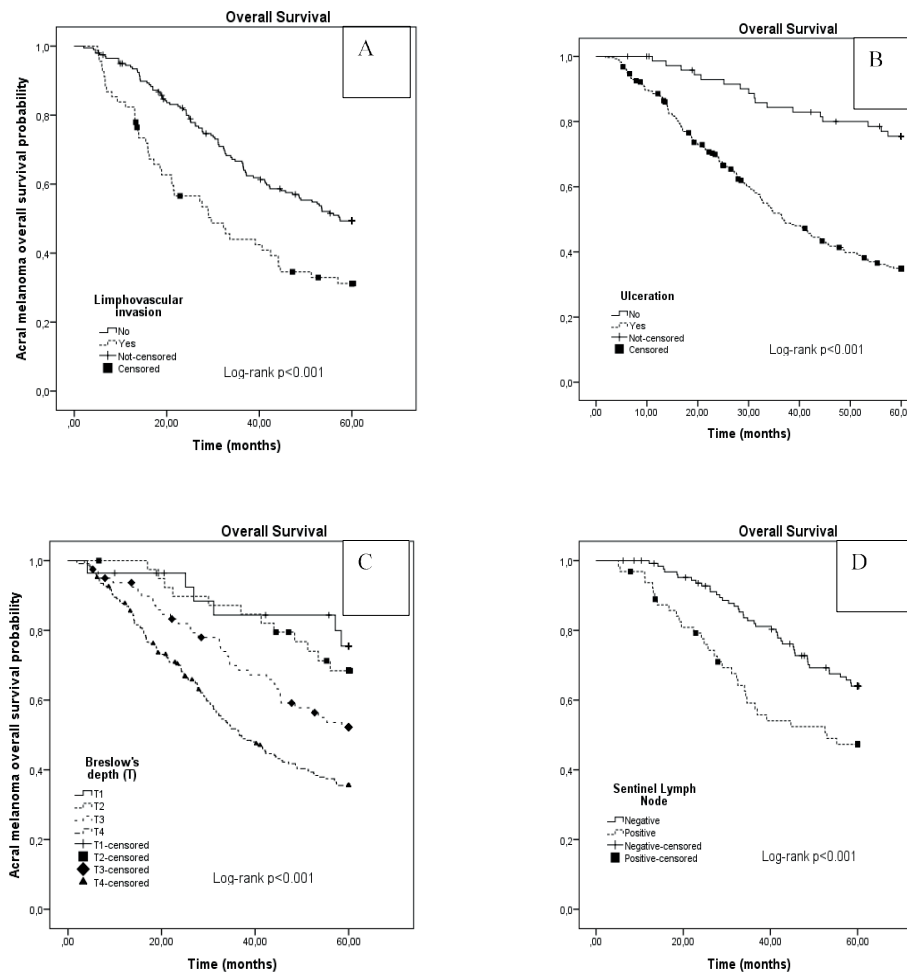 Overall Survival
A
Acral melanoma overall survival probability
1,0
0,8
0,6
0,4
0,2
0,0
Limphovascular
invasion
No
Yes
Not-censored
Censored
Log-rank p<0.001
,00
20,00
40,00
60,00
Time (months)
Overall Survival
B
1,0
0,8
0,6
0,4
0,2
0,0
Ulceration
No
Yes
Not-censored
Censored
Log-rank p<0.001
,00
10,00
20,00
30,00
40,00
50,00
60,00
Time (months)
Overall Survival
C
Acral melanoma overall survival probability
1,0
0,8
0,6
0,4
0,2
0,0
Breslow's
depth (T)
T1
T2
T3
T4
T1-censored
T2-censored
T3-censored
T4-censored
Log-rank p<0.001
,00
20,00
40,00
60,00
Time (months)
Overall Survival
D
1,0
0,8
0,6
0,4
0,2
0,0
Sentinel Lymph
Node
Negative
Positive
Negative-censored
Positive-censored
Log-rank p<0.001
,00
20,00
40,00
60,00
Time (months)